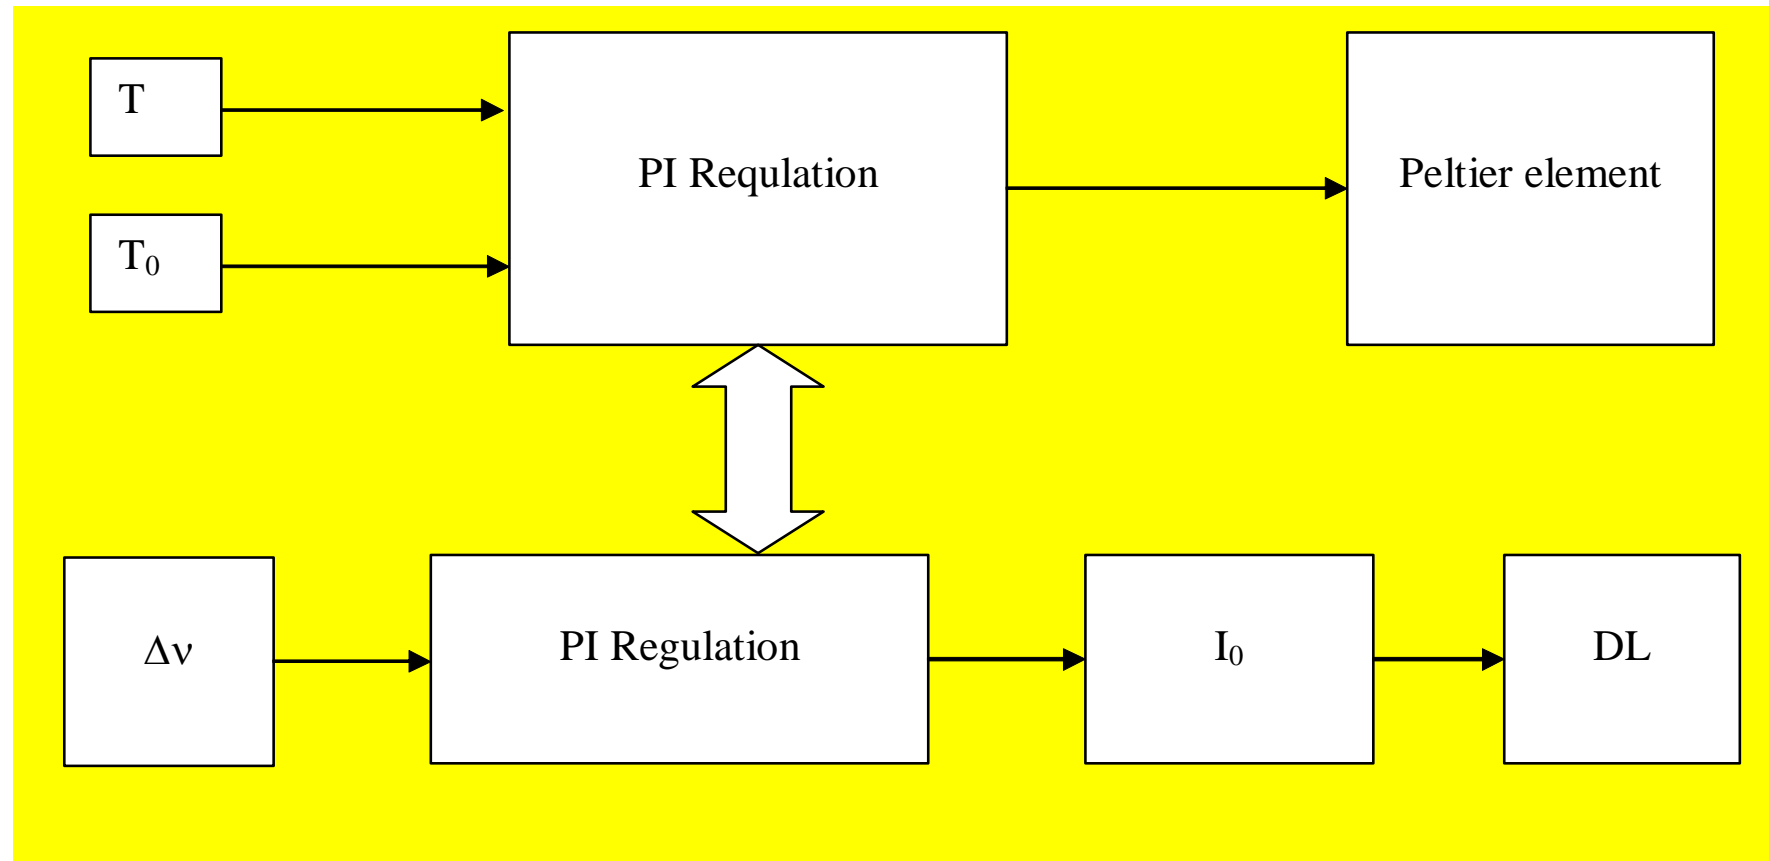 T
PI Requlation
Peltier element
T₀
Δν
PI Regulation
I₀
DL